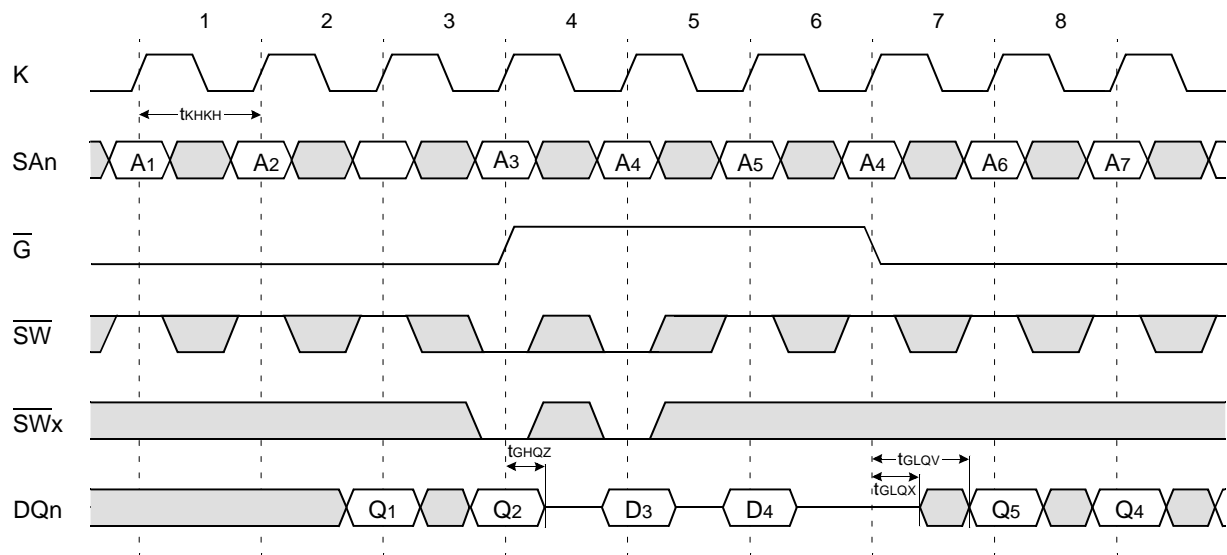 1 2 3 4 5 6 7 8
K
tKHKH
SAn A1 A2 A3 A4 A5 A4 A6 A7
G
SW
SWx
tGHQZ tGLQV
tGLQX
DQn Q1 Q2 D3 D4 Q5 Q4